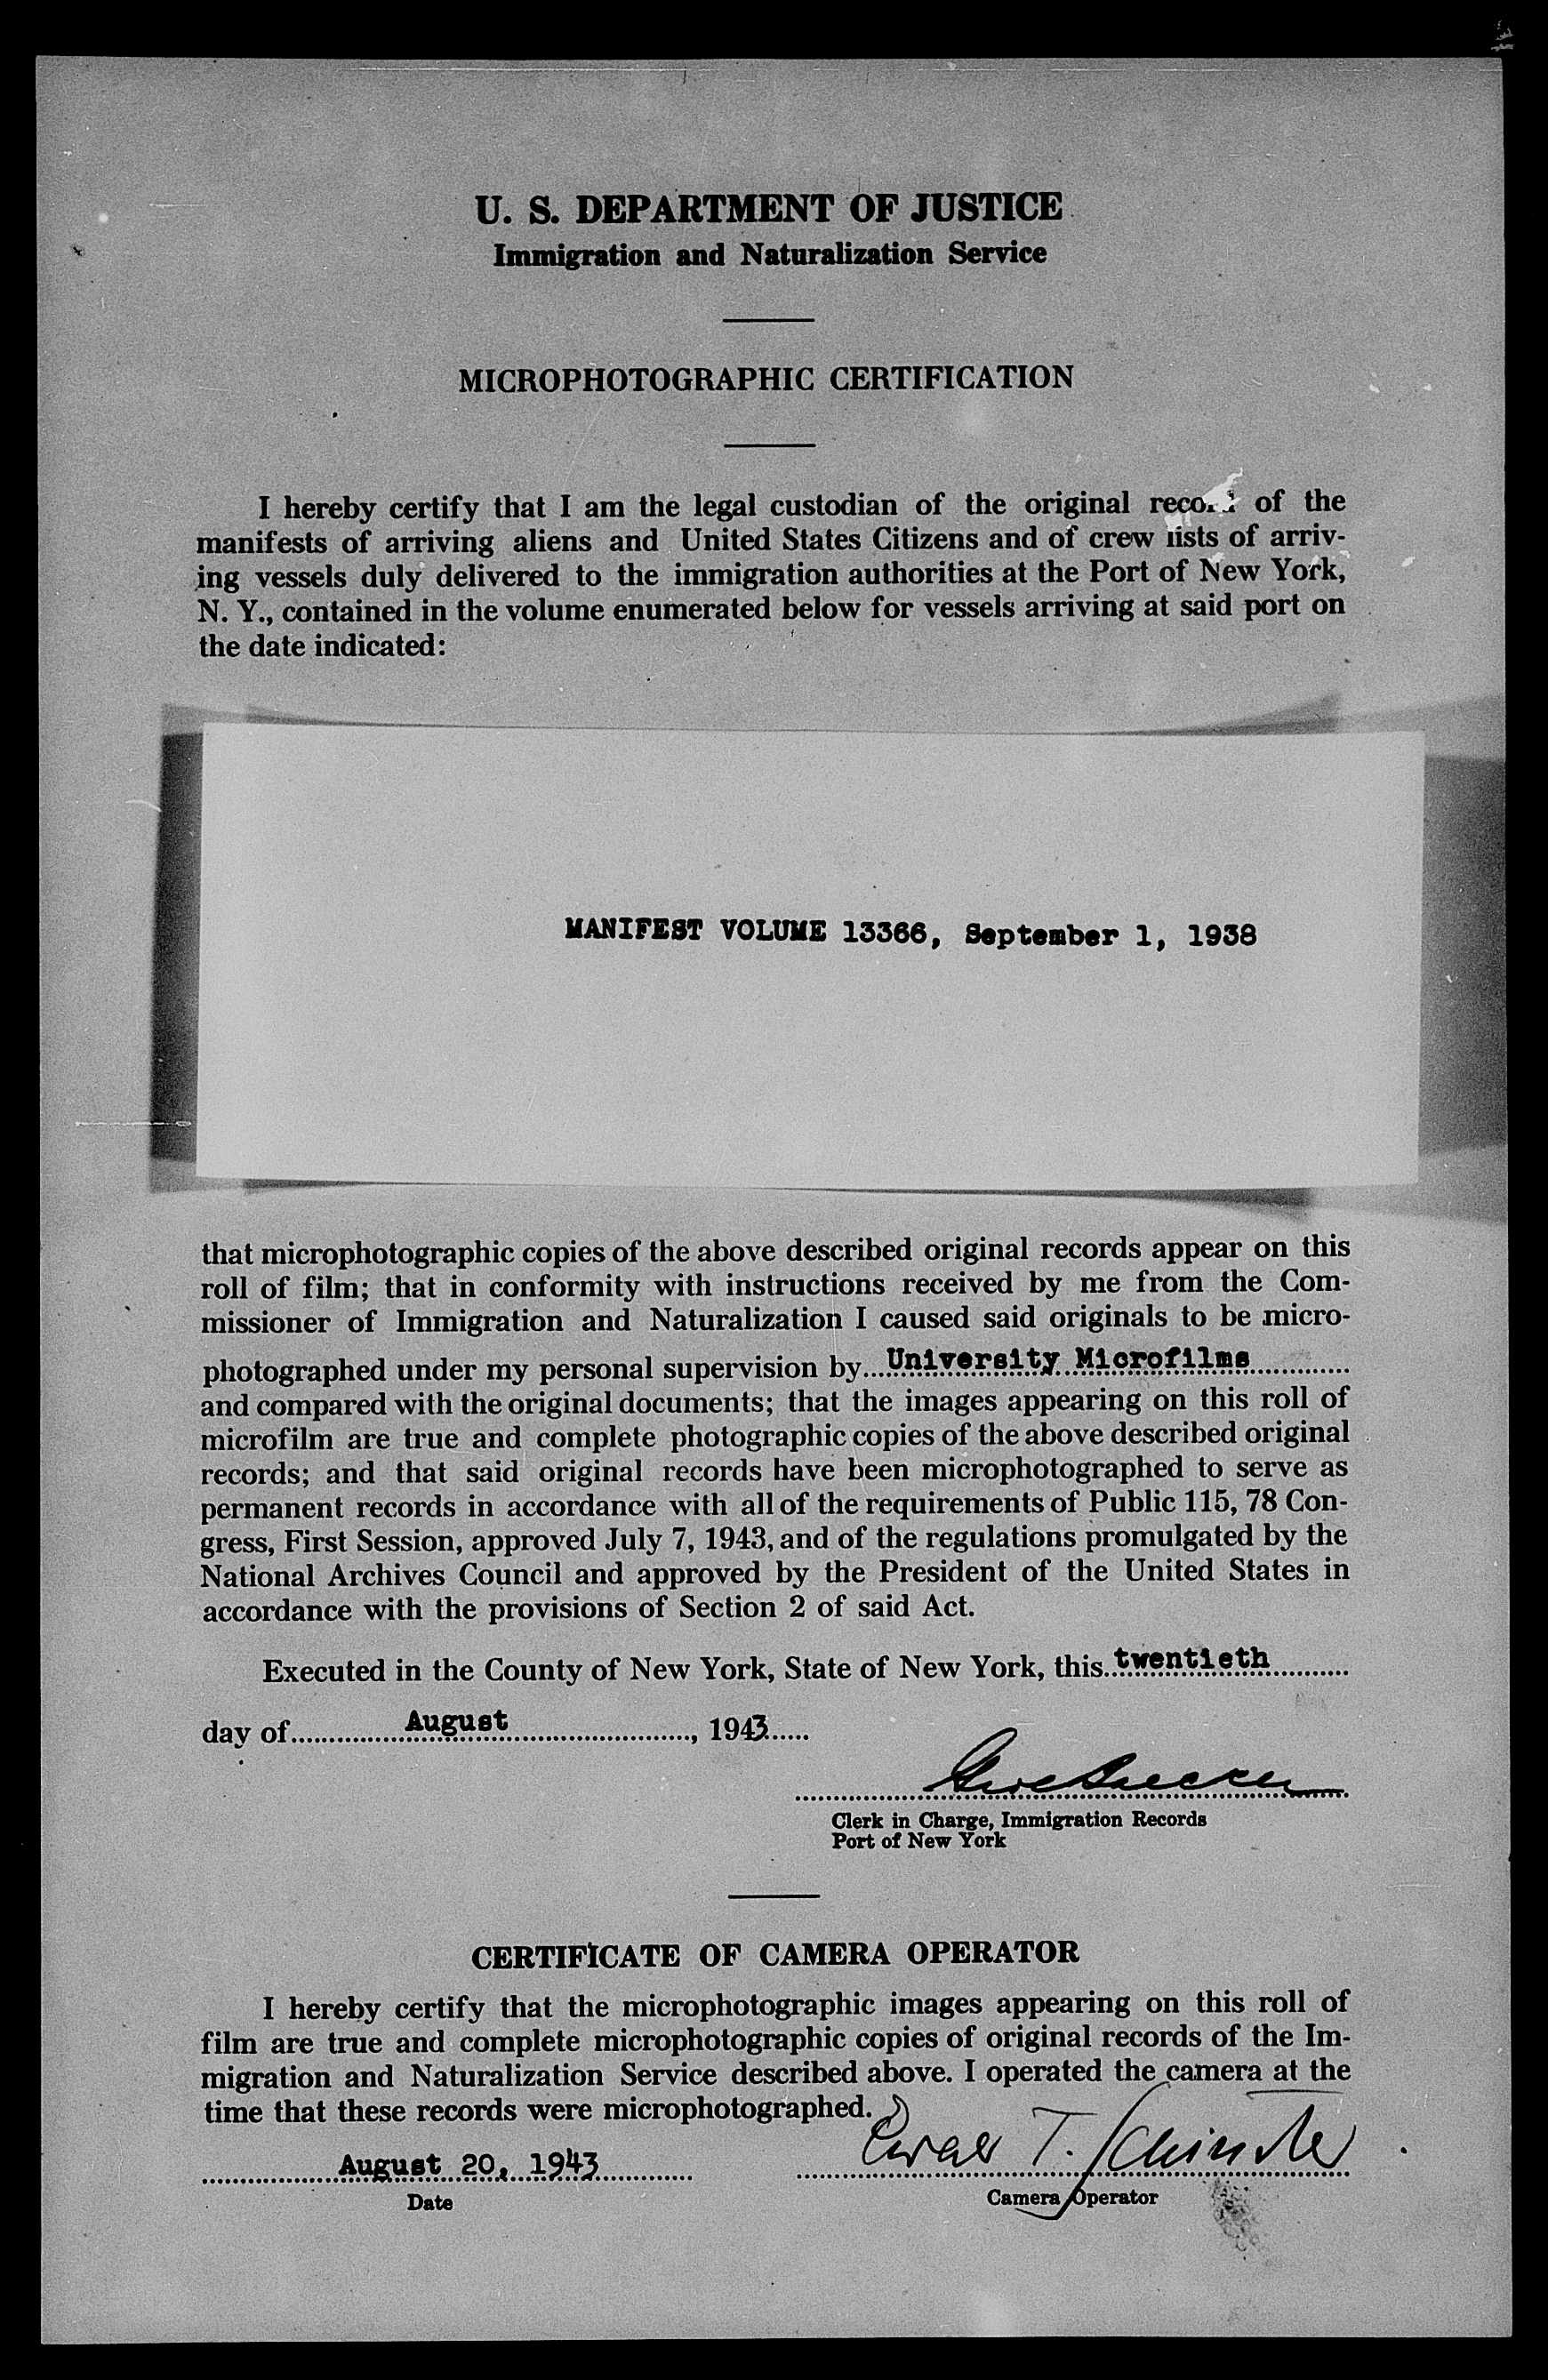 U. S. DEPARTMENT OF JUSTICE
Immigration and Naturalization Service
MICROPHOTOGRAPHIC CERTIFICATION
I hereby certify that I am the legal custodian of the original record of the
manifests of arriving aliens and United States Citizens and of crew lists of arriv-
ing vessels duly delivered to the immigration authorities at the Port of New York,
N. Y., contained in the volume enumerated below for vessels arriving at said port on
the date indicated:
MANIFEST VOLUME 13366, September 1, 1938
that microphotographic copies of the above described original records appear on this
roll of film; that in conformity with instructions received by me from the Com-
missioner of Immigration and Naturalization I caused said originals to be micro-
photographed under my personal supervision by University Microfilms
and compared with the original documents; that the images appearing on this roll of
microfilm are true and complete photographic copies of the above described original
records; and that said original records have been microphotographed to serve as
permanent records in accordance with all of the requirements of Public 115, 78 Con-
gress, First Session, approved July 7, 1943, and of the regulations promulgated by the
National Archives Council and approved by the President of the United States in
accordance with the provisions of Section 2 of said Act.
Executed in the County of New York, State of New York, this twentieth
day of August, 1943
Clerk in Charge, Immigration Records
Port of New York
CERTIFICATE OF CAMERA OPERATOR
I hereby certify that the microphotographic images appearing on this roll of
film are true and complete microphotographic copies of original records of the Im-
migration and Naturalization Service described above. I operated the camera at the
time that these records were microphotographed.
August 20, 1943 T.
Date Camera Operator